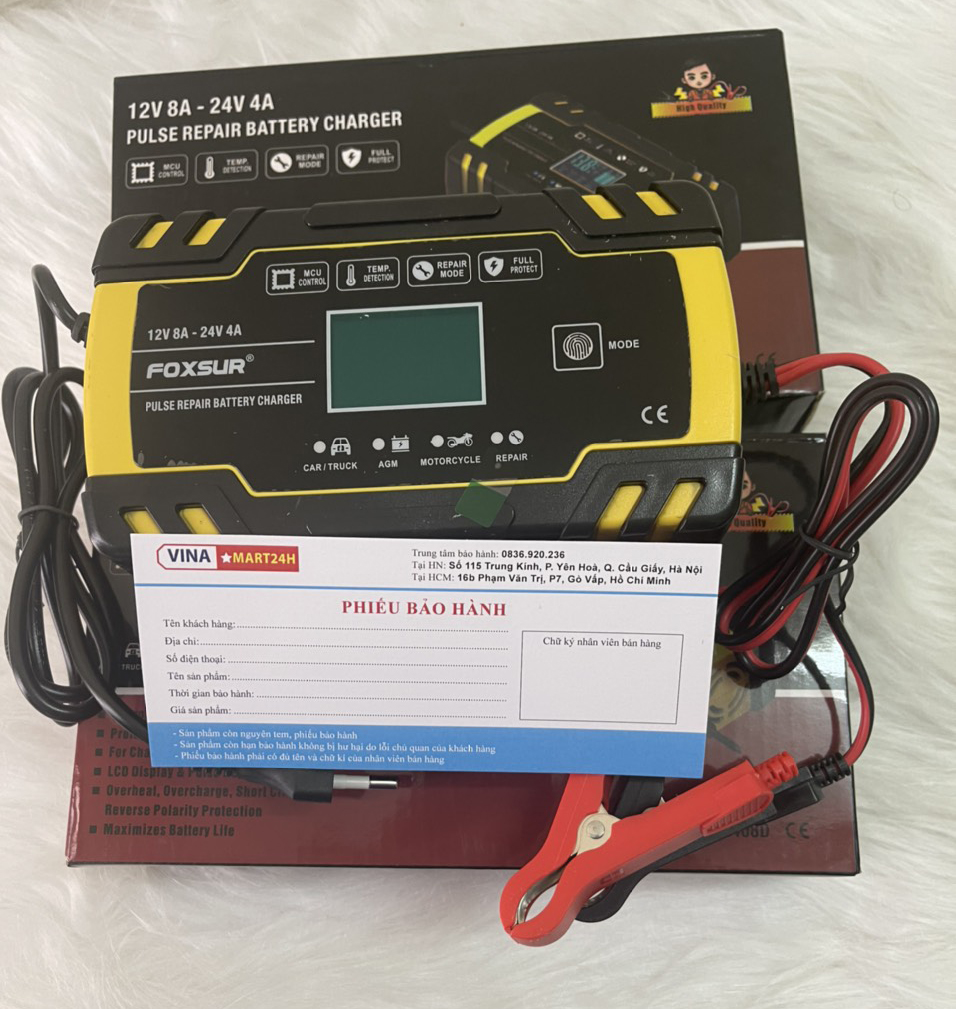 12V 8A - 24V 4A
PULSE REPAIR BATTERY CHARGER
MCU CONTROL
TEMP. DETECTION
REPAIR MODE
FULL PROTECT
High Quality
MCU CONTROL
TEMP. DETECTION
REPAIR MODE
FULL PROTECT
12V 8A - 24V 4A
FOXSUR®
PULSE REPAIR BATTERY CHARGER
MODE
CE
CAR / TRUCK
AGM
MOTORCYCLE
REPAIR
Quality
VINA ★MART24H
Trung tâm bảo hành: 0836.920.236
Tại HN: Số 115 Trung Kính, P. Yên Hoà, Q. Cầu Giấy, Hà Nội
Tại HCM: 16b Phạm Văn Trị, P7, Gò Vấp, Hồ Chí Minh
PHIẾU BẢO HÀNH
Tên khách hàng:
Địa chỉ:
Số điện thoại:
Tên sản phẩm:
Thời gian bảo hành:
Giá sản phẩm:
Chữ ký nhân viên bán hàng
- Sản phẩm còn nguyên tem, phiếu bảo hành
- Sản phẩm còn hạn bảo hành không bị hư hại do lỗi chủ quan của khách hàng
- Phiếu bảo hành phải có đủ tên và chữ kí của nhân viên bán hàng
For
LCD Display &
Overheat, Overcharge, Short
Reverse Polarity Protection
Maximizes Battery Life
CE